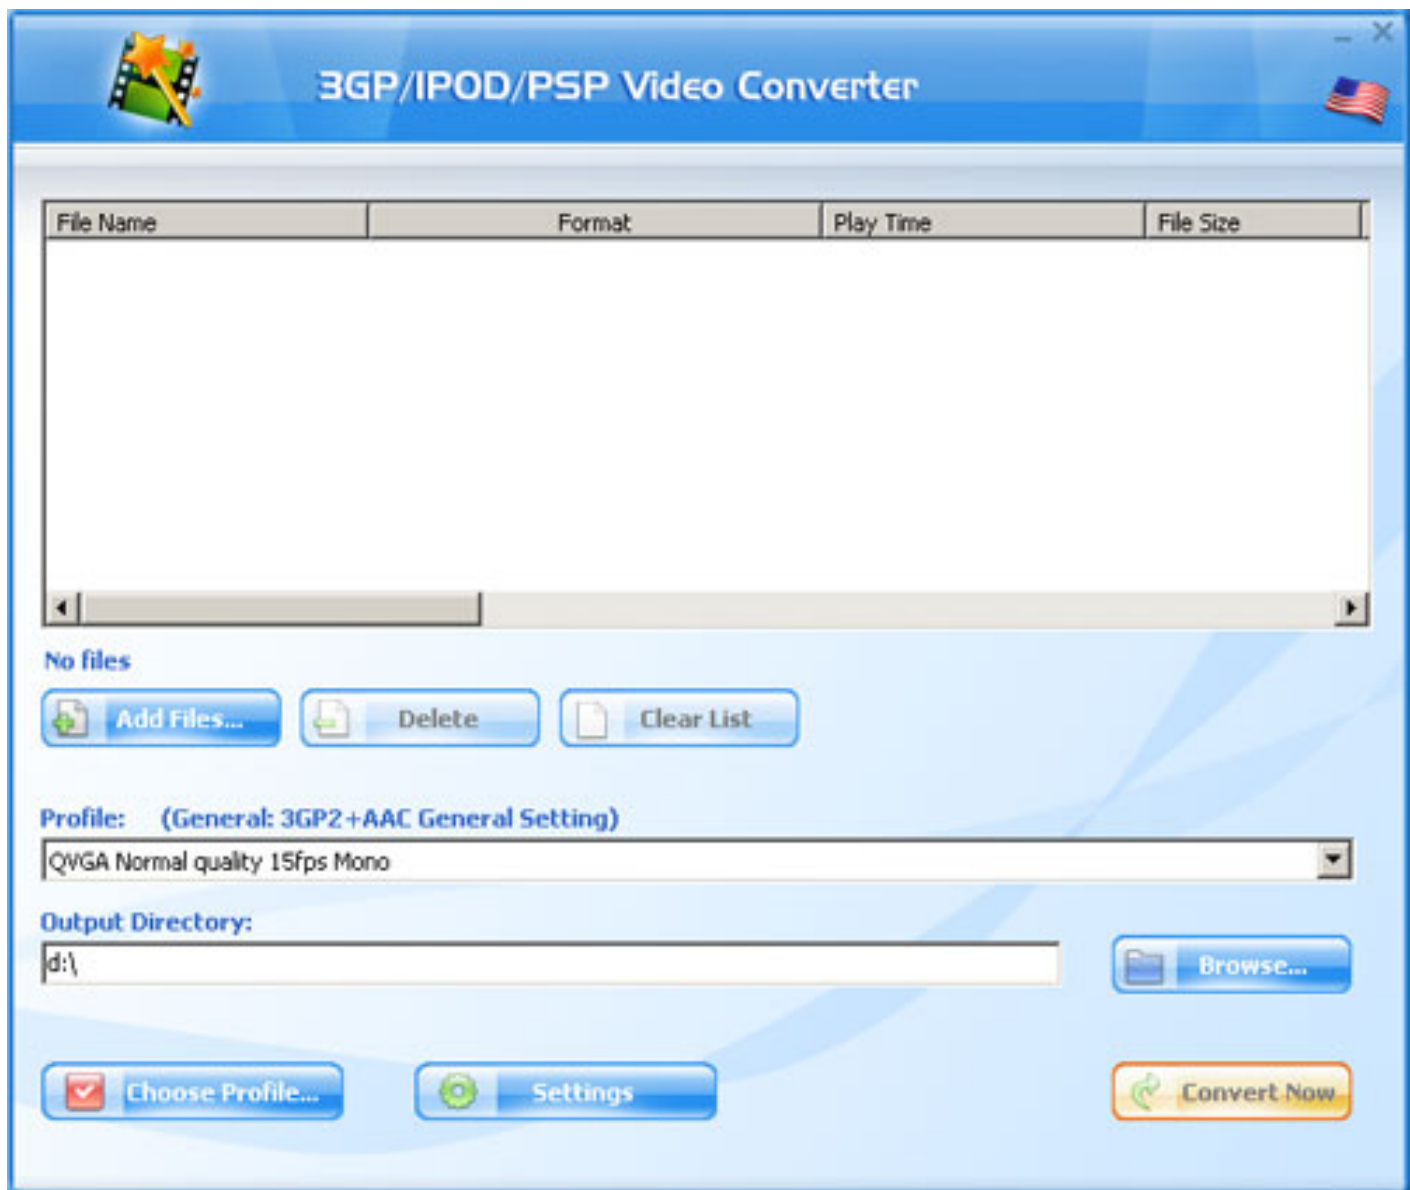 3GP/IPOD/PSP Video Converter
File Name Format Play Time File Size
No files
Add Files... Delete Clear List
Profile: (General: 3GP2+AAC General Setting)
QVGA Normal quality 15fps Mono
Output Directory:
d:\
Browse...
Choose Profile... Settings Convert Now